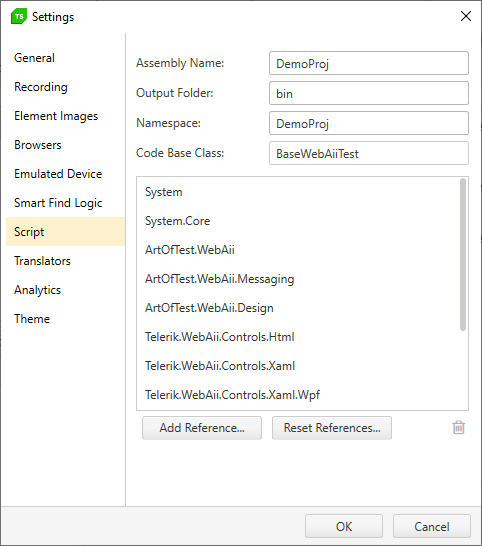 TS Settings
General
Recording
Element Images
Browsers
Emulated Device
Smart Find Logic
Script
Translators
Analytics
Theme
Assembly Name: DemoProj
Output Folder: bin
Namespace: DemoProj
Code Base Class: BaseWebAiiTest
System
System.Core
ArtOfTest.WebAii
ArtOfTest.WebAii.Messaging
ArtOfTest.WebAii.Design
Telerik.WebAii.Controls.Html
Telerik.WebAii.Controls.Xaml
Telerik.WebAii.Controls.Xaml.Wpf
Add Reference... Reset References...
OK Cancel